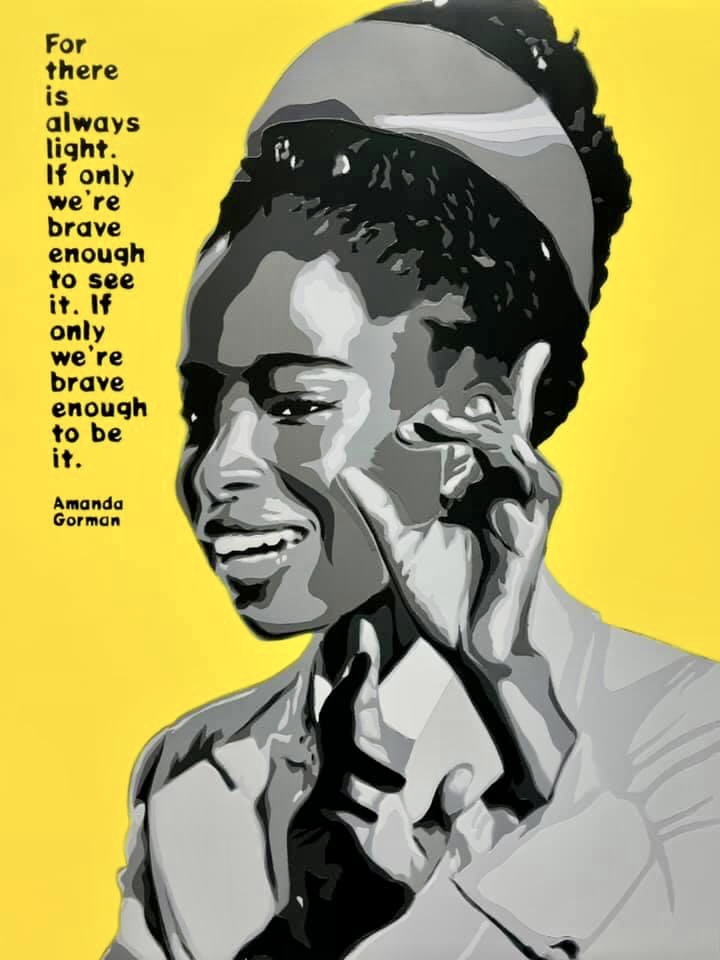 For
there
is
always
light.
If only
we're
brave
enough
to see
it. If
only
we're
brave
enough
to be
it.
Amanda
Gorman